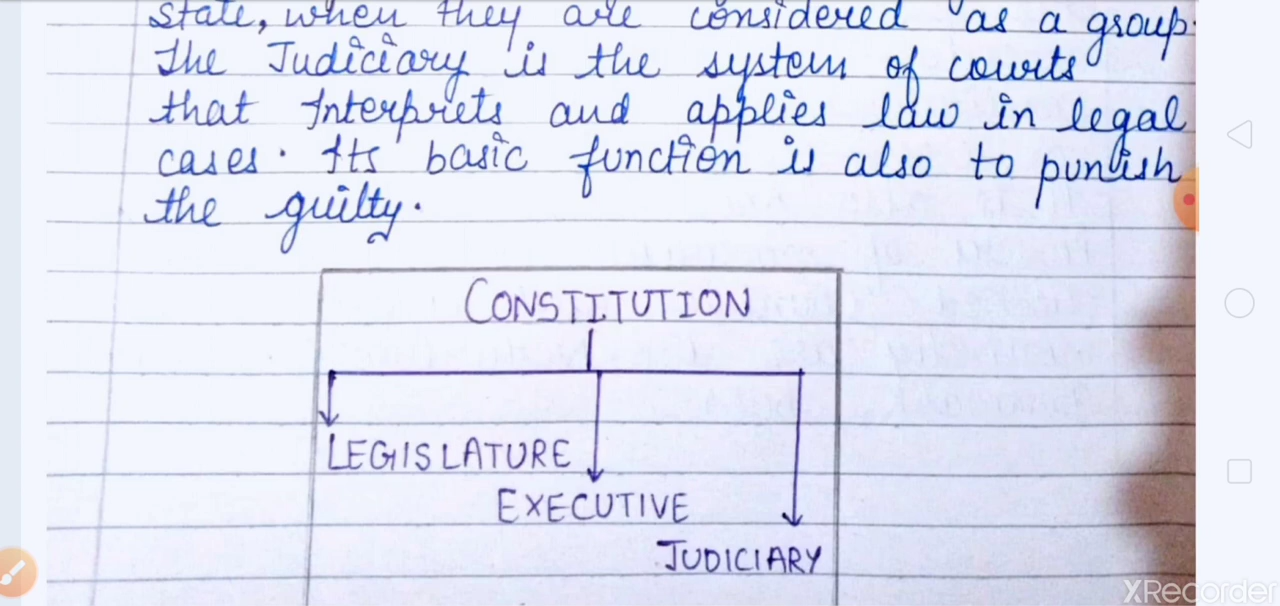 state, when they are considered as a group.
The Judiciary is the system of courts
that Interprets and applies law in legal
cases. Its basic function is also to punish
the guilty.
CONSTITUTION
LEGISLATURE
EXECUTIVE
JUDICIARY
XRecorder